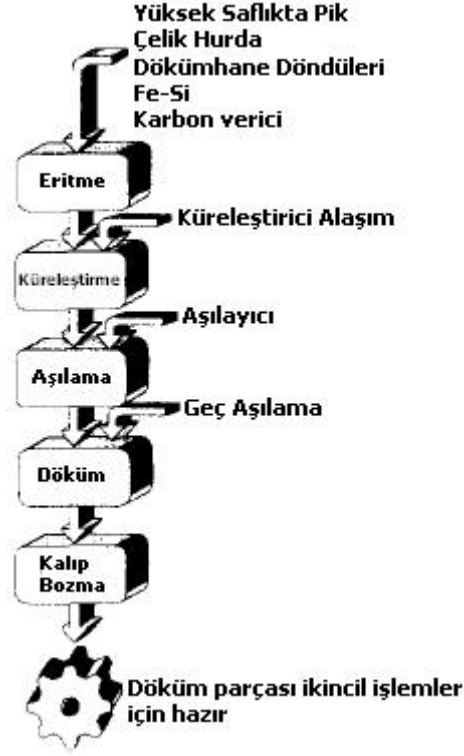 Yüksek Saflıkta Pik
Çelik Hurda
Dökümhane Döndüleri
Fe-Si
Karbon verici
Eritme
Küreleştirici Alaşım
Küreleştirme
Aşılayıcı
Aşılama
Geç Aşılama
Döküm
Kalıp
Bozma
Döküm parçası ikincil işlemler
için hazır